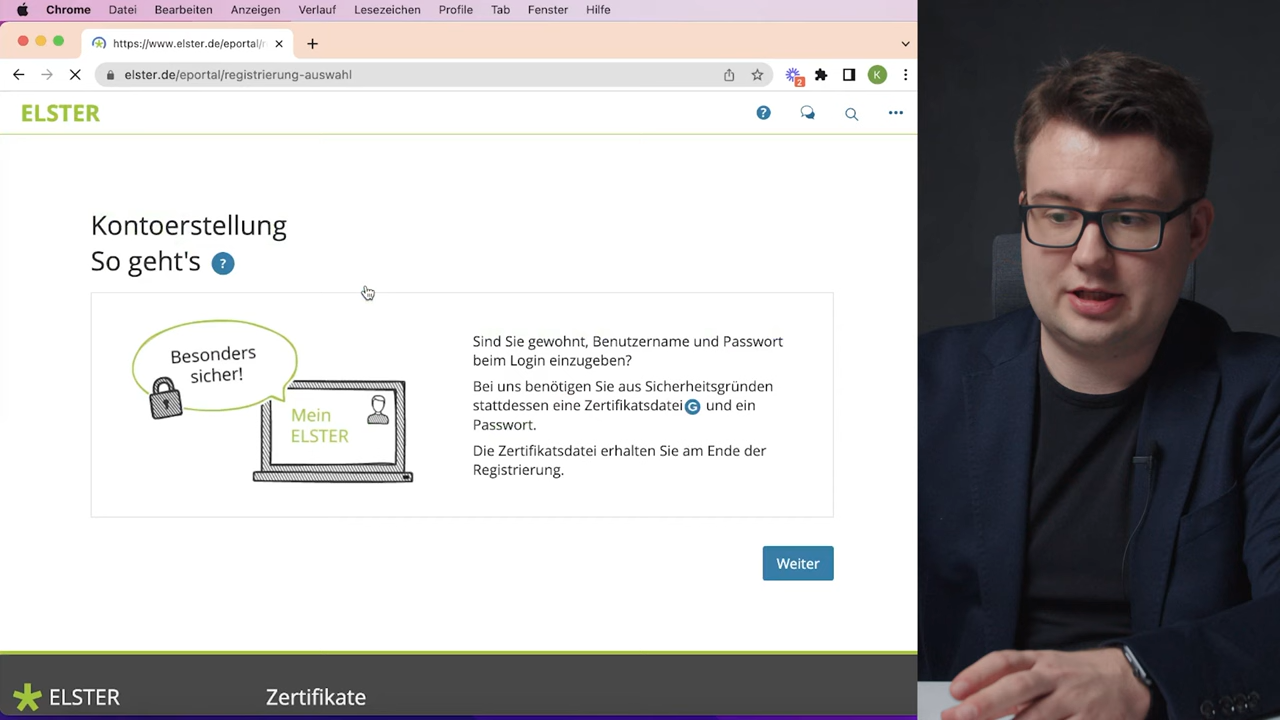 Chrome Datei Bearbeiten Anzeigen Verlauf Lesezeichen Profile Tab Fenster Hilfe
https://www.elster.de/eportal/r
elster.de/eportal/registrierung-auswahl
2
K
ELSTER
?
Kontoerstellung
So geht's ?
Besonders
sicher!
Mein
ELSTER
Sind Sie gewohnt, Benutzername und Passwort
beim Login einzugeben?
Bei uns benötigen Sie aus Sicherheitsgründen
stattdessen eine Zertifikatsdatei G und ein
Passwort.
Die Zertifikatsdatei erhalten Sie am Ende der
Registrierung.
Weiter
ELSTER
Zertifikate